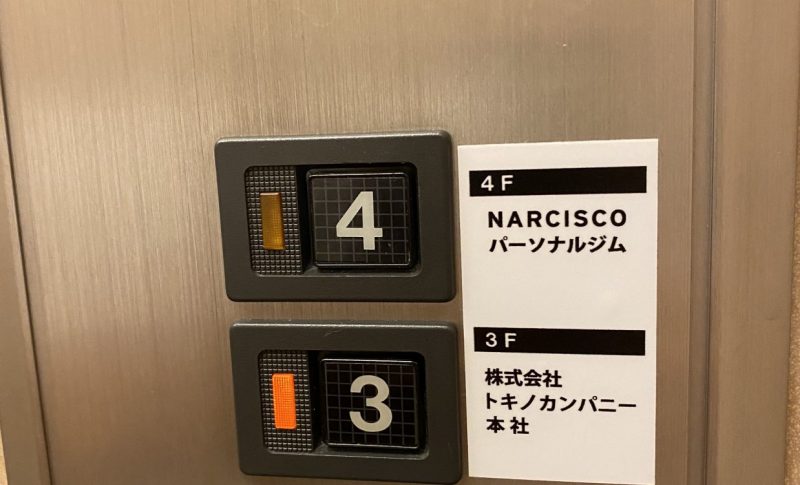 4
4F
NARCISCO
パーソナルジム
3
3F
株式会社
トキノカンパニー
本社